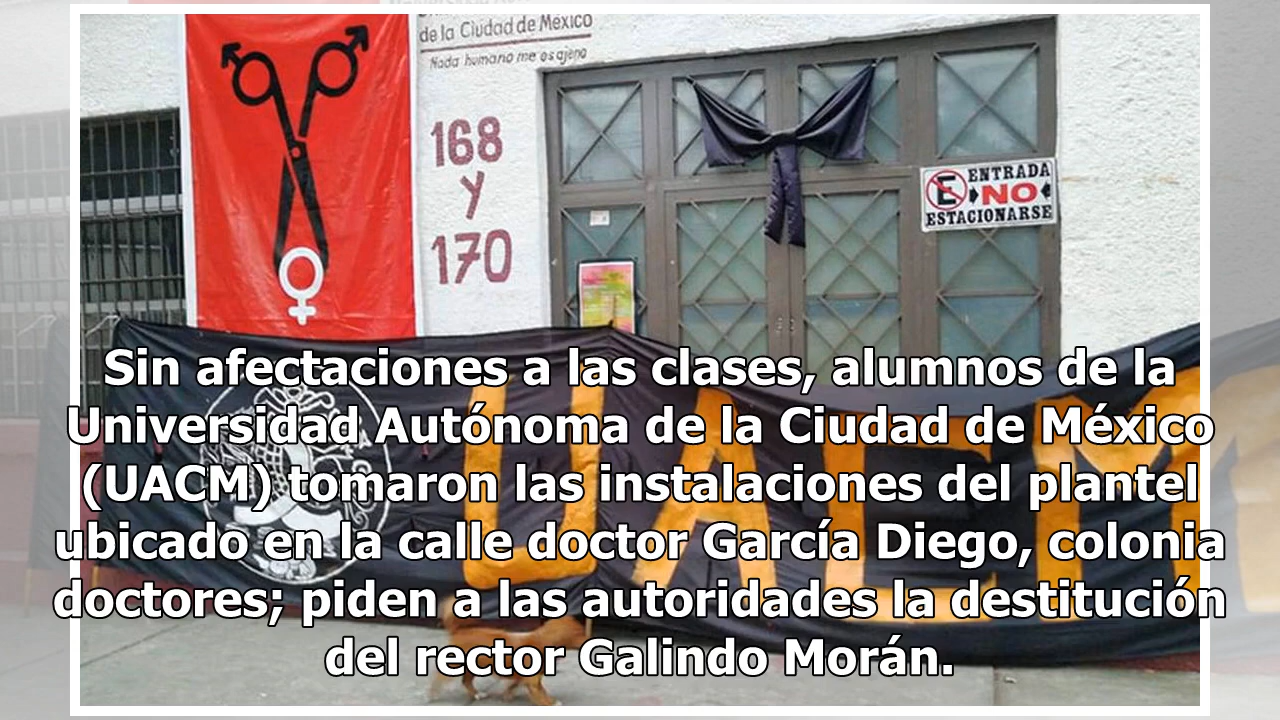 de la Ciudad de México
Nada humano me es ajeno
168
y
170
ENTRADA
E NO
ESTACIONARSE
Sin afectaciones a las clases, alumnos de la
Universidad Autónoma de la Ciudad de México
(UACM) tomaron las instalaciones del plantel
ubicado en la calle doctor García Diego, colonia
doctores; piden a las autoridades la destitución
del rector Galindo Morán.
UACM